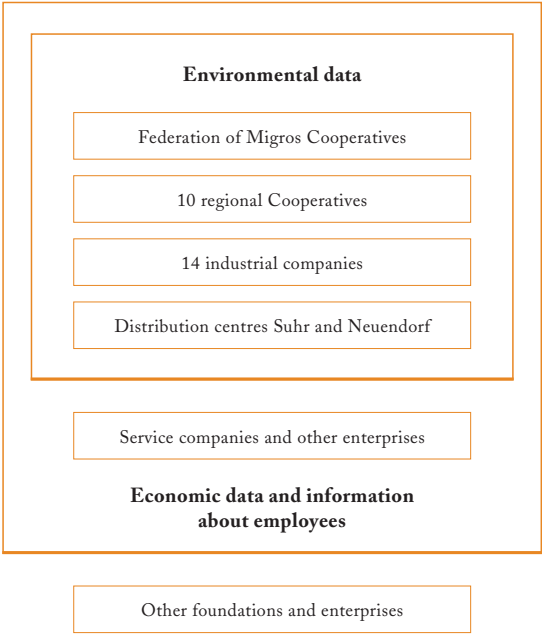 Environmental data
Federation of Migros Cooperatives
10 regional Cooperatives
14 industrial companies
Distribution centres Suhr and Neuendorf
Service companies and other enterprises
Economic data and information
about employees
Other foundations and enterprises